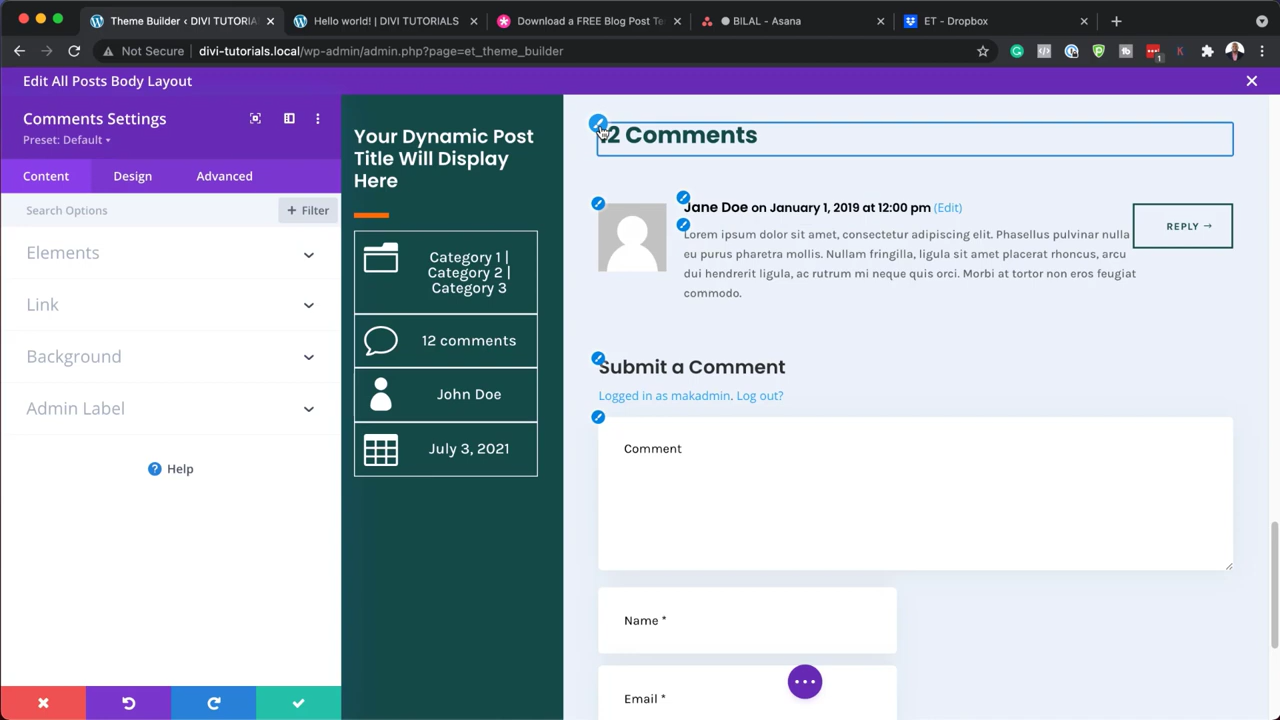 Theme Builder ‹ DIVI TUTORIAL
Hello world! | DIVI TUTORIALS
Download a FREE Blog Post Te
BILAL - Asana
ET - Dropbox
Not Secure
divi-tutorials.local/wp-admin/admin.php?page=et_theme_builder
Edit All Posts Body Layout
Comments Settings
Preset: Default
Content
Design
Advanced
Search Options
+ Filter
Elements
Link
Background
Admin Label
Help
Your Dynamic Post
Title Will Display
Here
Category 1 |
Category 2 |
Category 3
12 comments
John Doe
July 3, 2021
12 Comments
Jane Doe on January 1, 2019 at 12:00 pm (Edit)
Lorem ipsum dolor sit amet, consectetur adipiscing elit. Phasellus pulvinar nulla
eu purus pharetra mollis. Nullam fringilla, ligula sit amet placerat rhoncus, arcu
dui hendrerit ligula, ac rutrum mi neque quis orci. Morbi at tortor non eros feugiat
commodo.
REPLY →
Submit a Comment
Logged in as makadmin. Log out?
Comment
Name *
Email *